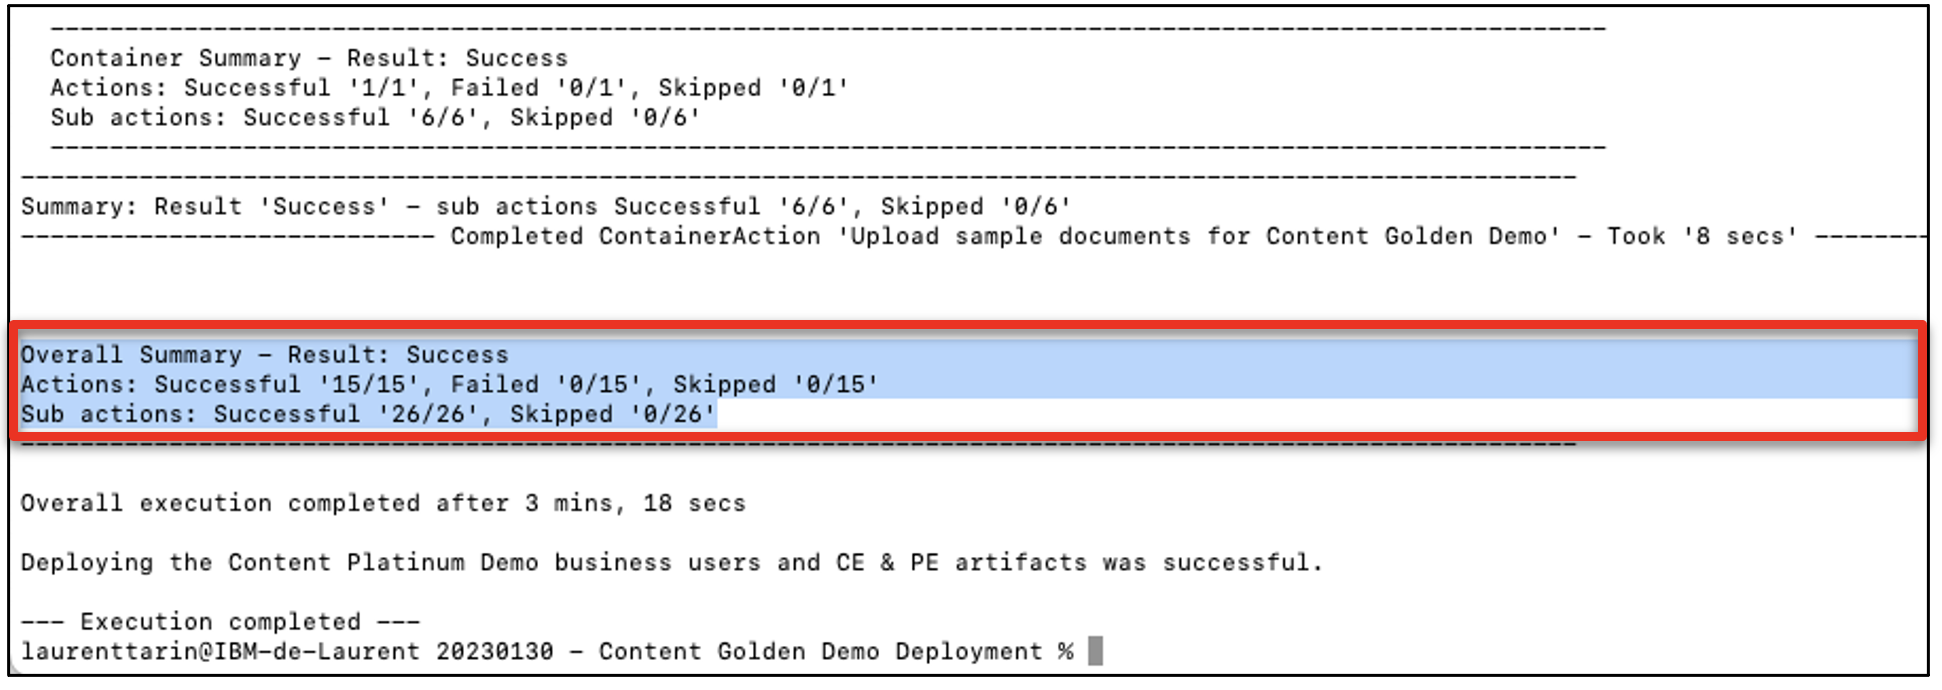 ---------------------------------------------------------------------------------------------------------
Container Summary – Result: Success
Actions: Successful '1/1', Failed '0/1', Skipped '0/1'
Sub actions: Successful '6/6', Skipped '0/6'
---------------------------------------------------------------------------------------------------------
---------------------------------------------------------------------------------------------------------
Summary: Result 'Success' – sub actions Successful '6/6', Skipped '0/6'
---------------------------- Completed ContainerAction 'Upload sample documents for Content Golden Demo' – Took '8 secs' --------
Overall Summary – Result: Success
Actions: Successful '15/15', Failed '0/15', Skipped '0/15'
Sub actions: Successful '26/26', Skipped '0/26'
---------------------------------------------------------------------------------------------------------
Overall execution completed after 3 mins, 18 secs
Deploying the Content Platinum Demo business users and CE & PE artifacts was successful.
--- Execution completed ---
laurenttarin@IBM-de-Laurent 20230130 – Content Golden Demo Deployment %